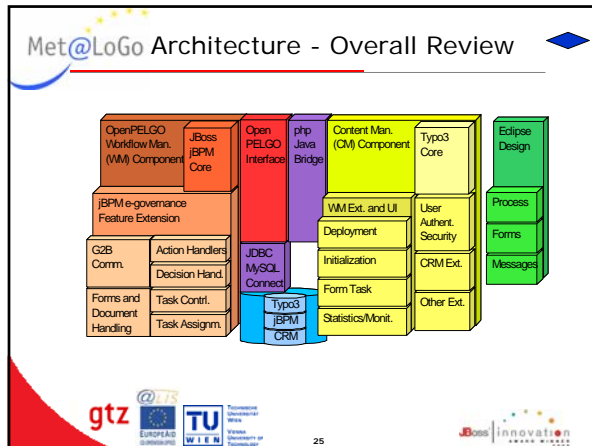 Met@LoGo Architecture - Overall Review
OpenPELGO
Workflow Man.
(WM) Component
JBoss
jBPM
Core
Open
PELGO
Interface
php
Java
Bridge
Content Man.
(CM) Component
Typo3
Core
Eclipse
Design
jBPM e-governance
Feature Extension
WM Ext. and UI
User
Authent.
Security
Process
Forms
Messages
G2B
Comm.
Action Handlers
Decision Hand.
Forms and
Document
Handling
Task Contrl.
Task Assignm.
JDBC
MySQL
Connect
Typo3
jBPM
CRM
Deployment
Initialization
Form Task
Statistics/Monit.
CRM Ext.
Other Ext.
gtz
@LIS
EUROPEAID
TU
WIEN
TECHNISCHE
UNIVERSITÄT
WIEN
VIENNA
UNIVERSITY OF
TECHNOLOGY
25
JBoss innovation
AWARD WINNER